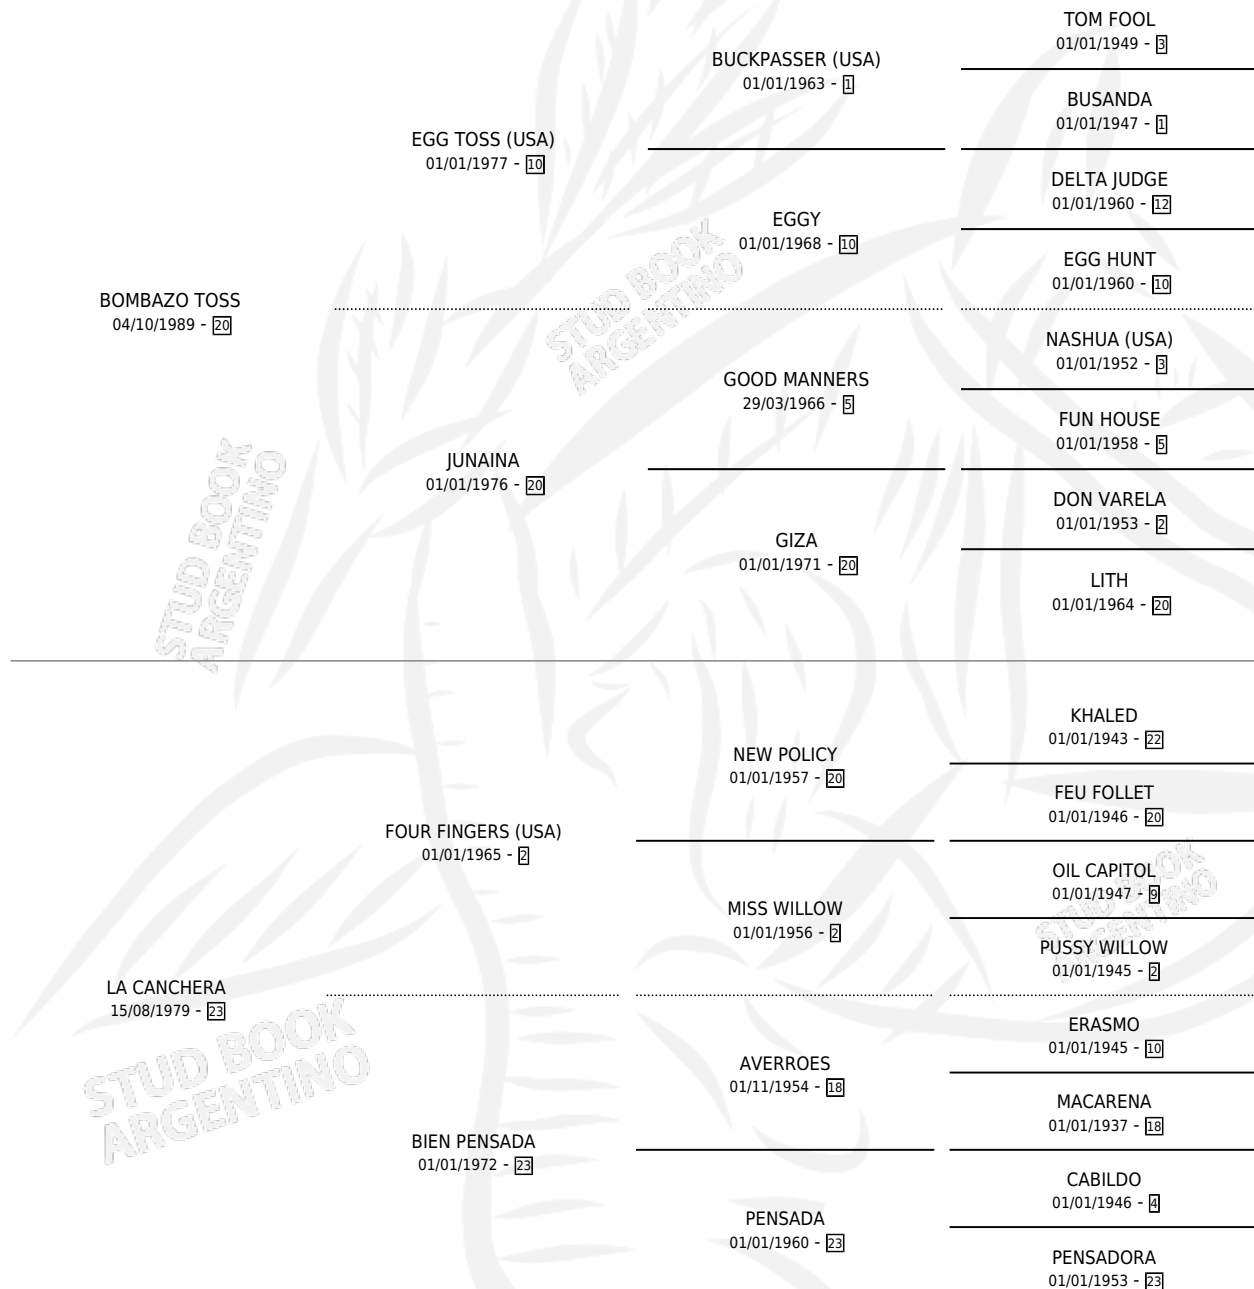 TOM FOOL
01/01/1949 - 3
BUCKPASSER (USA)
01/01/1963 - 1
BUSANDA
01/01/1947 - 1
EGG TOSS (USA)
01/01/1977 - 10
DELTA JUDGE
01/01/1960 - 12
EGGY
01/01/1968 - 10
EGG HUNT
01/01/1960 - 10
BOMBAZO TOSS
04/10/1989 - 20
STUD BOOK
ARGENTINO
NASHUA (USA)
01/01/1952 - 3
GOOD MANNERS
29/03/1966 - 5
FUN HOUSE
01/01/1958 - 5
JUNAINA
01/01/1976 - 20
DON VARELA
01/01/1953 - 2
GIZA
01/01/1971 - 20
LITH
01/01/1964 - 20
STUD BOOK
ARGENTINO
KHALED
01/01/1943 - 22
NEW POLICY
01/01/1957 - 20
FEU FOLLET
01/01/1946 - 20
FOUR FINGERS (USA)
01/01/1965 - 2
OIL CAPITOL
01/01/1947 - 9
MISS WILLOW
01/01/1956 - 2
PUSSY WILLOW
01/01/1945 - 2
STUD BOOK
ARGENTINO
LA CANCHERA
15/08/1979 - 23
STUD BOOK
ARGENTINO
ERASMO
01/01/1945 - 10
AVERROES
01/11/1954 - 18
MACARENA
01/01/1937 - 18
BIEN PENSADA
01/01/1972 - 23
CABILDO
01/01/1946 - 4
PENSADA
01/01/1960 - 23
PENSADORA
01/01/1953 - 23